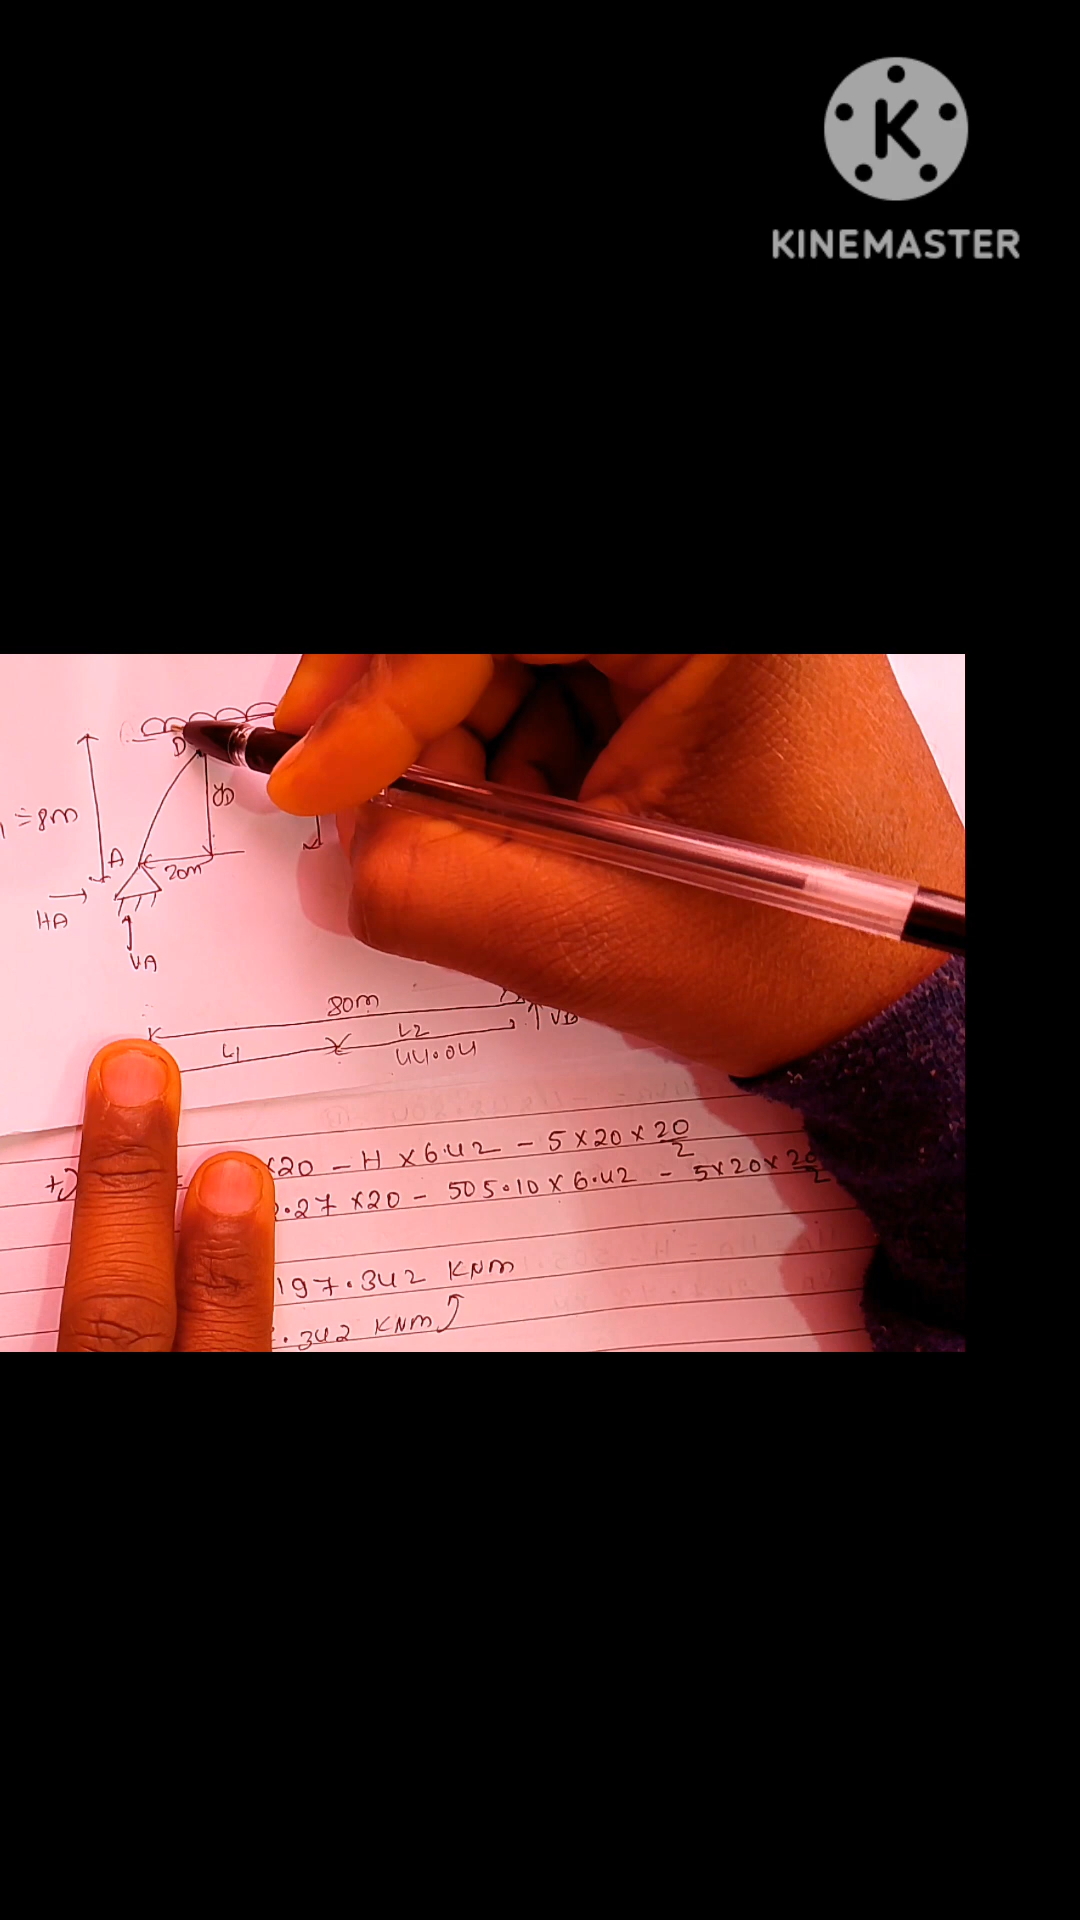 K
KINEMASTER
D
yD
=8m
A
20m
HA
VA
80m
VB
L1
L2
44.04
×20 - H × 6.42 - 5×20× 20/2
.27 ×20 - 505.10 × 6.42 - 5×20× 20/2
197.342 KNm
.342 KNm